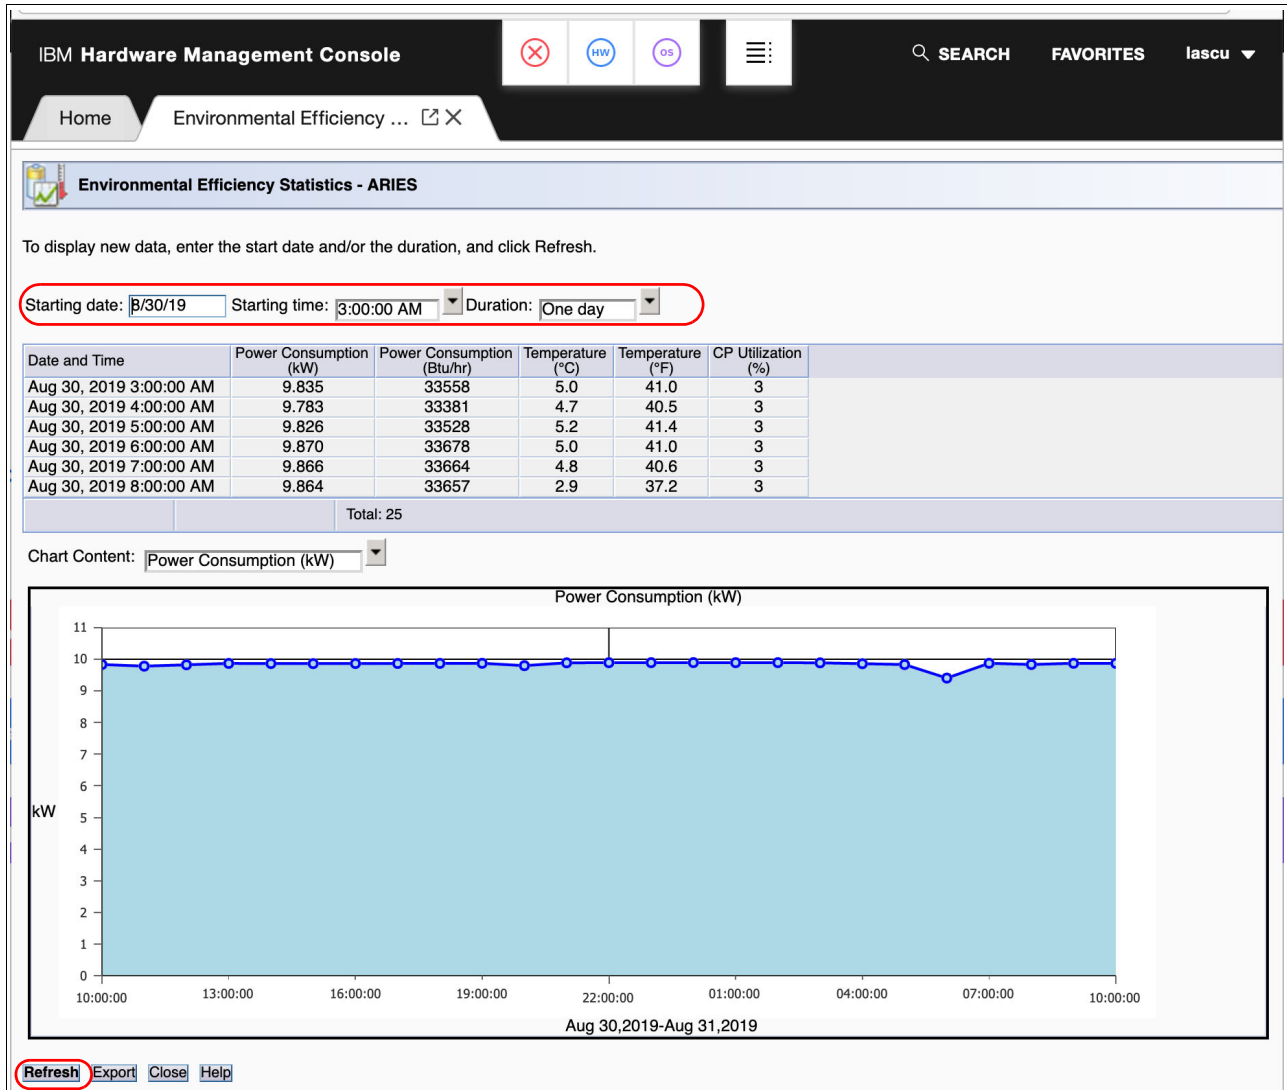 IBM Hardware Management Console
HW
OS
SEARCH
FAVORITES
lascu
Home
Environmental Efficiency ...
Environmental Efficiency Statistics - ARIES
To display new data, enter the start date and/or the duration, and click Refresh.
Starting date: 8/30/19 Starting time: 3:00:00 AM Duration: One day
Date and Time Power Consumption (kW) Power Consumption (Btu/hr) Temperature (°C) Temperature (°F) CP Utilization (%)
Aug 30, 2019 3:00:00 AM 9.835 33558 5.0 41.0 3
Aug 30, 2019 4:00:00 AM 9.783 33381 4.7 40.5 3
Aug 30, 2019 5:00:00 AM 9.826 33528 5.2 41.4 3
Aug 30, 2019 6:00:00 AM 9.870 33678 5.0 41.0 3
Aug 30, 2019 7:00:00 AM 9.866 33664 4.8 40.6 3
Aug 30, 2019 8:00:00 AM 9.864 33657 2.9 37.2 3
Total: 25
Chart Content: Power Consumption (kW)
Power Consumption (kW)
11
10
9
8
7
6
kW
5
4
3
2
1
0
10:00:00 13:00:00 16:00:00 19:00:00 22:00:00 01:00:00 04:00:00 07:00:00 10:00:00
Aug 30,2019-Aug 31,2019
Refresh Export Close Help